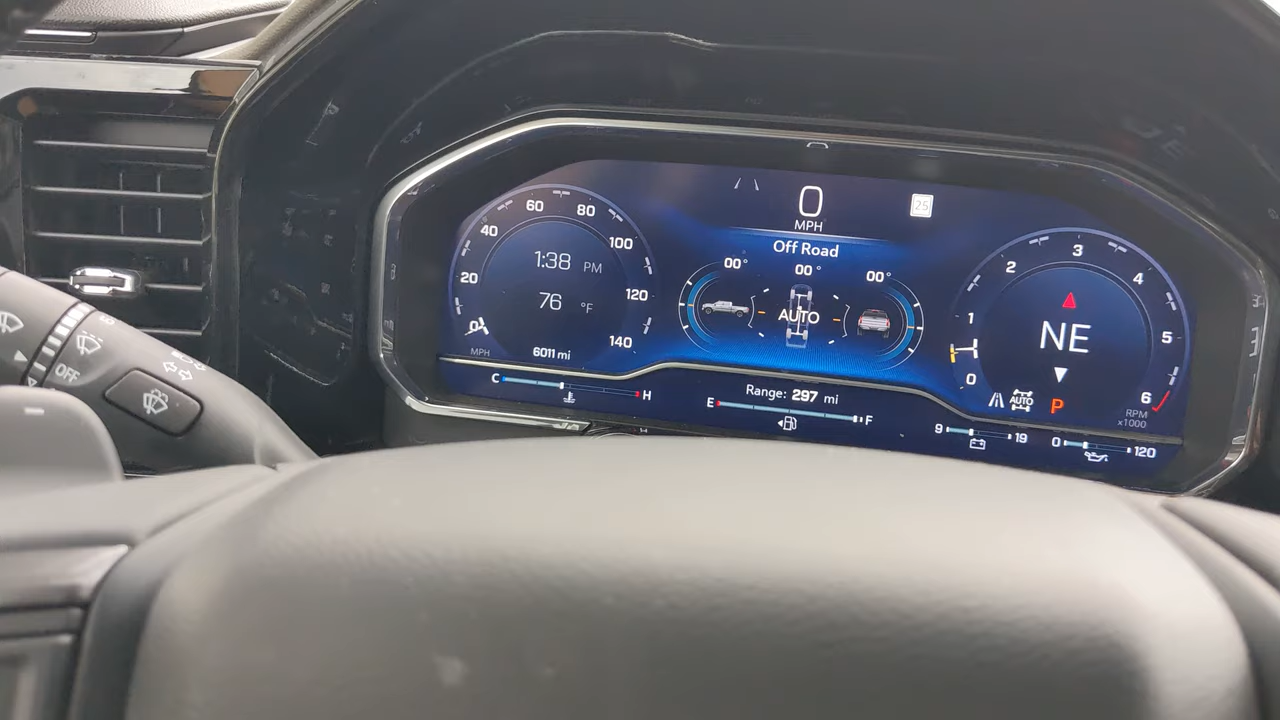 0
MPH
25
Off Road
00°
00°
00°
AUTO
0
20
40
60
80
100
120
140
1:38 PM
76 °F
MPH
6011 mi
0
1
2
3
4
5
6
NE
AUTO
P
RPM
x1000
C
H
Range: 297 mi
E
F
9
19
0
120
OFF